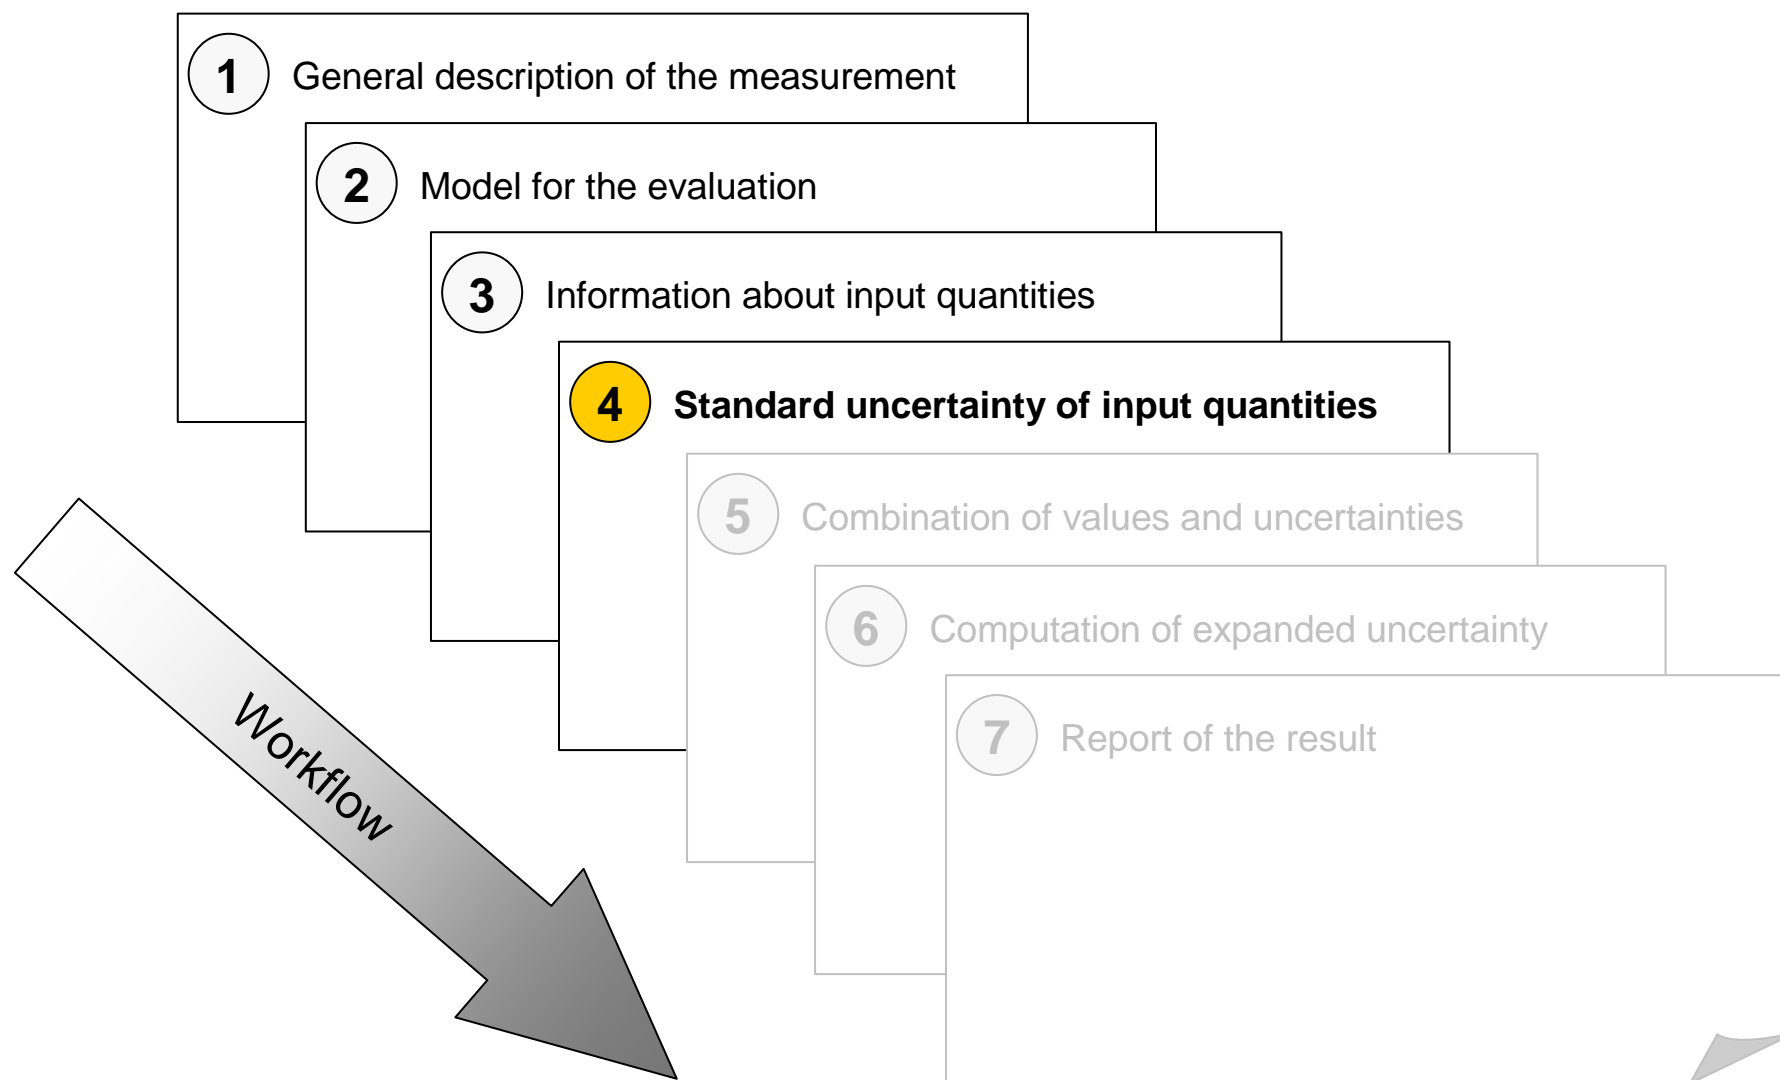 1 General description of the measurement
2 Model for the evaluation
3 Information about input quantities
4 Standard uncertainty of input quantities
5 Combination of values and uncertainties
6 Computation of expanded uncertainty
7 Report of the result
Workflow